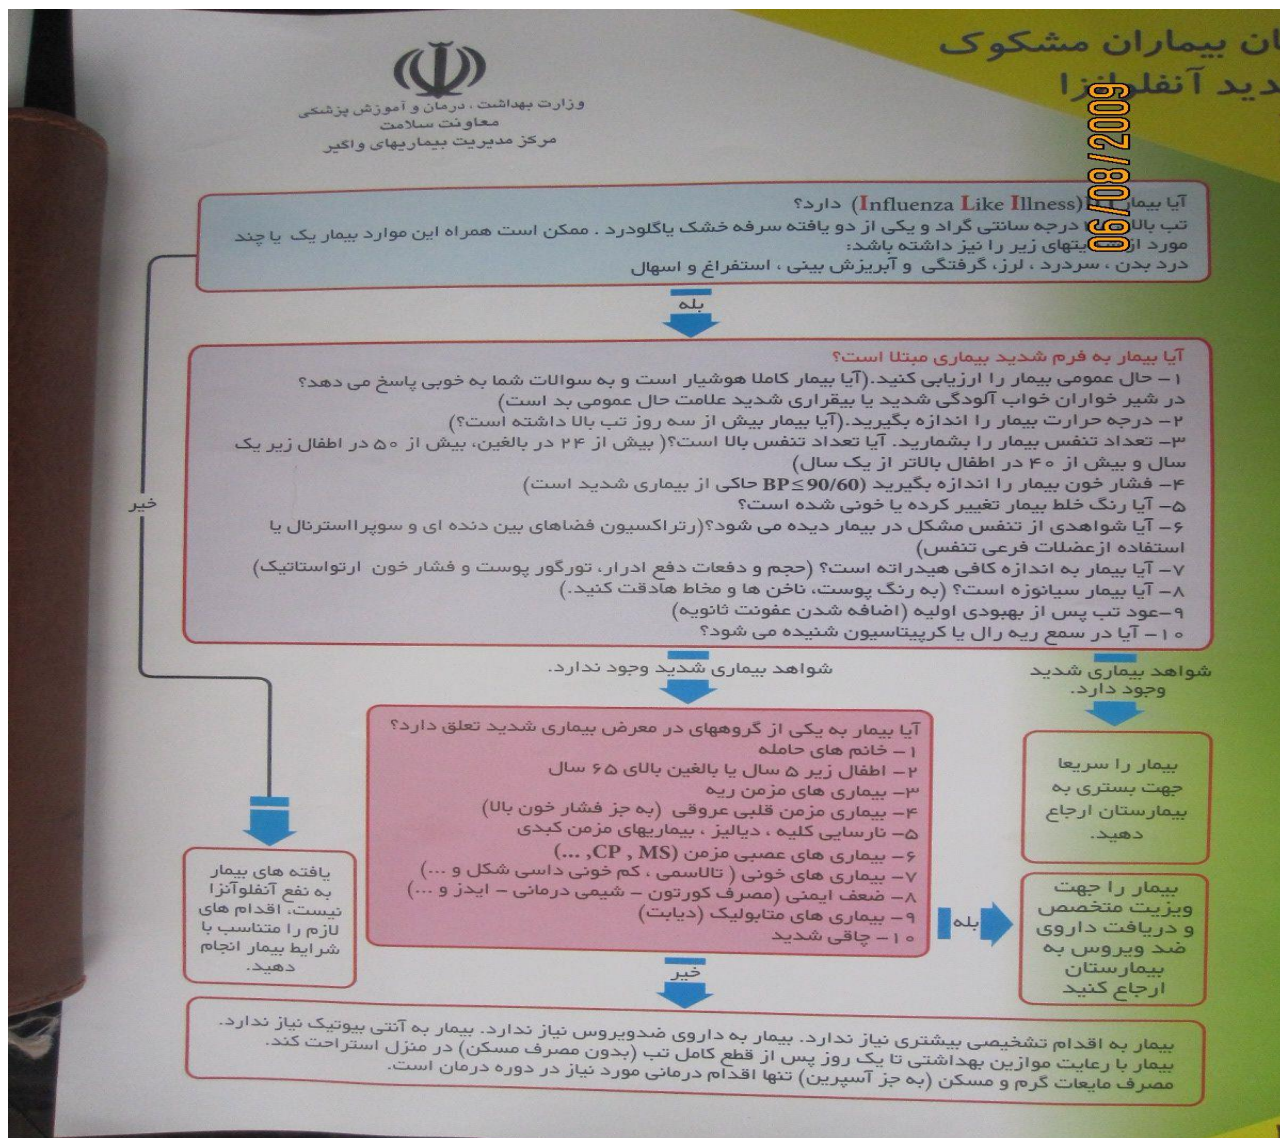 ان بیماران مشکوک
دید آنفلوانزا
وزارت بهداشت ، درمان و آموزش پزشکی
معاونت سلامت
مرکز مدیریت بیماریهای واگیر
06/08/2009
آیا بیمار (Influenza Like Illness) دارد؟
تب بالا درجه سانتی گراد و یکی از دو یافته سرفه خشک یاگلودرد . ممکن است همراه این موارد بیمار یک یا چند
مورد از زیر را نیز داشته باشد:
درد بدن ، سردرد ، لرز، گرفتگی و آبریزش بینی ، استفراغ و اسهال
بله
خیر
آیا بیمار به فرم شدید بیماری مبتلا است؟
۱- حال عمومی بیمار را ارزیابی کنید.(آیا بیمار کاملا هوشیار است و به سوالات شما به خوبی پاسخ می دهد؟
در شیر خواران خواب آلودگی شدید یا بیقراری شدید علامت حال عمومی بد است)
۲- درجه حرارت بیمار را اندازه بگیرید.(آیا بیمار بیش از سه روز تب بالا داشته است؟)
۳- تعداد تنفس بیمار را بشمارید. آیا تعداد تنفس بالا است؟( بیش از ۲۴ در بالغین، بیش از ۵۰ در اطفال زیر یک
سال و بیش از ۴۰ در اطفال بالاتر از یک سال)
۴- فشار خون بیمار را اندازه بگیرید (BP≤90/60 حاکی از بیماری شدید است)
۵- آیا رنگ خلط بیمار تغییر کرده یا خونی شده است؟
۶- آیا شواهدی از تنفس مشکل در بیمار دیده می شود؟(رتراکسیون فضاهای بین دنده ای و سوپرااسترنال یا
استفاده ازعضلات فرعی تنفس)
۷- آیا بیمار به اندازه کافی هیدراته است؟ (حجم و دفعات دفع ادرار، تورگور پوست و فشار خون ارتواستاتیک)
۸- آیا بیمار سیانوزه است؟ (به رنگ پوست، ناخن ها و مخاط هادقت کنید.)
۹-عود تب پس از بهبودی اولیه (اضافه شدن عفونت ثانویه)
۱۰- آیا در سمع ریه رال یا کرپیتاسیون شنیده می شود؟
شواهد بیماری شدید
وجود دارد.
شواهد بیماری شدید وجود ندارد.
بیمار را سریعا
جهت بستری به
بیمارستان ارجاع
دهید.
آیا بیمار به یکی از گروههای در معرض بیماری شدید تعلق دارد؟
۱- خانم های حامله
۲- اطفال زیر ۵ سال یا بالغین بالای ۶۵ سال
۳- بیماری های مزمن ریه
۴- بیماری مزمن قلبی عروقی (به جز فشار خون بالا)
۵- نارسایی کلیه ، دیالیز ، بیماریهای مزمن کبدی
۶- بیماری های عصبی مزمن (CP , MS, ...)
۷- بیماری های خونی ( تالاسمی ، کم خونی داسی شکل و ...)
۸- ضعف ایمنی (مصرف کورتون - شیمی درمانی - ایدز و ...)
۹- بیماری های متابولیک (دیابت)
۱۰- چاقی شدید
بله
بیمار را جهت
ویزیت متخصص
و دریافت داروی
ضد ویروس به
بیمارستان
ارجاع کنید
یافته های بیمار
به نفع آنفلوآنزا
نیست، اقدام های
لازم را متناسب با
شرایط بیمار انجام
دهید.
خیر
بیمار به اقدام تشخیصی بیشتری نیاز ندارد. بیمار به داروی ضدویروس نیاز ندارد. بیمار به آنتی بیوتیک نیاز ندارد.
بیمار با رعایت موازین بهداشتی تا یک روز پس از قطع کامل تب (بدون مصرف مسکن) در منزل استراحت کند.
مصرف مایعات گرم و مسکن (به جز آسپرین) تنها اقدام درمانی مورد نیاز در دوره درمان است.